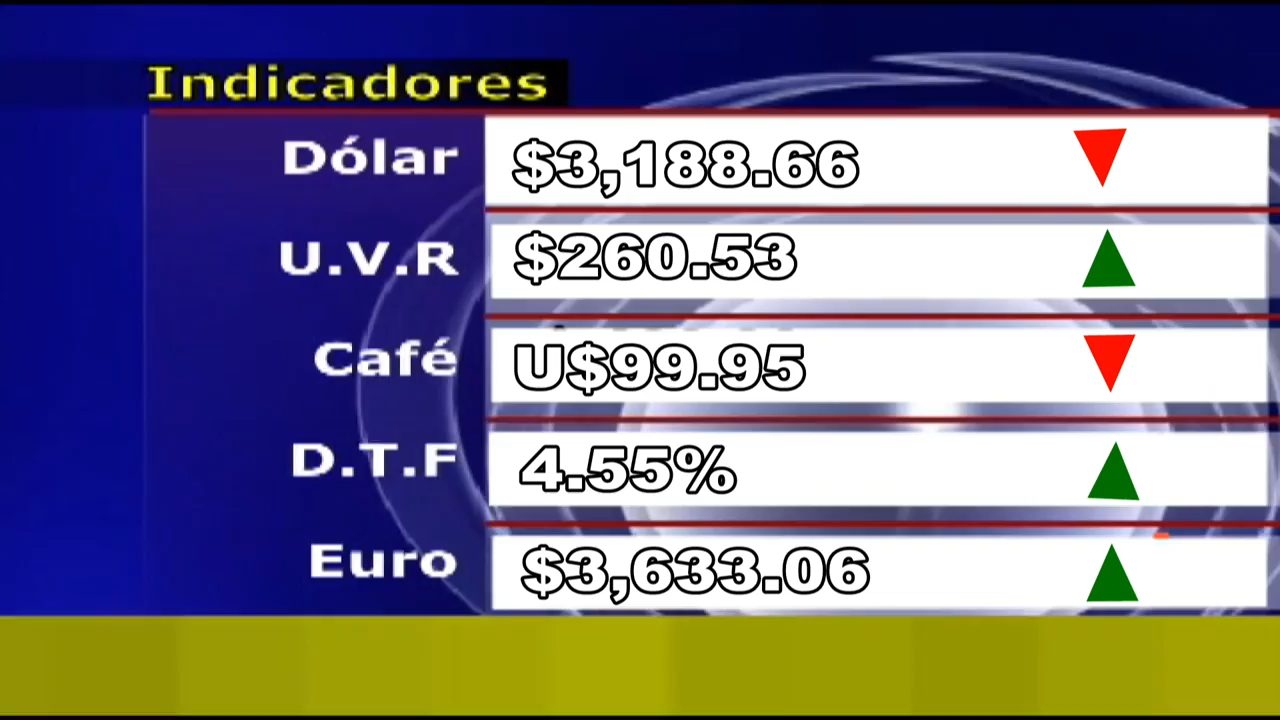 Indicadores
Dólar $3,188.66
U.V.R $260.53
Café U$99.95
D.T.F 4.55%
Euro $3,633.06